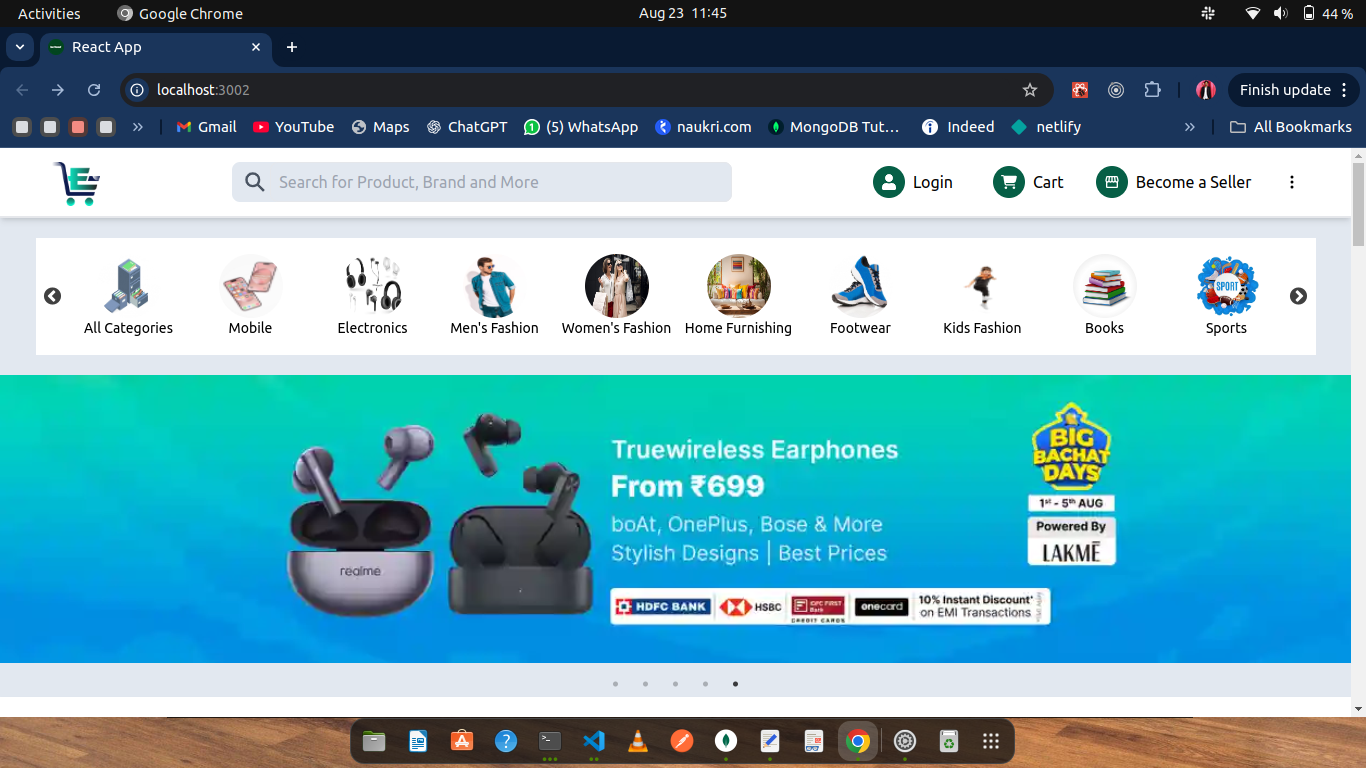 Activities
Google Chrome
Aug 23 11:45
44 %
React App
localhost:3002
Finish update
Gmail
YouTube
Maps
ChatGPT
(5) WhatsApp
naukri.com
MongoDB Tut…
Indeed
netlify
All Bookmarks
Search for Product, Brand and More
Login
Cart
Become a Seller
All Categories
Mobile
Electronics
Men's Fashion
Women's Fashion
Home Furnishing
Footwear
Kids Fashion
Books
SPORT
Sports
Truewireless Earphones
From ₹699
boAt, OnePlus, Bose & More
Stylish Designs | Best Prices
realme
BIG
BACHAT
DAYS
1st - 5th AUG
Powered By
LAKMÉ
HDFC BANK
HSBC
IDFC FIRST
Bank
CREDIT CARDS
onecard
10% Instant Discount*
on EMI Transactions